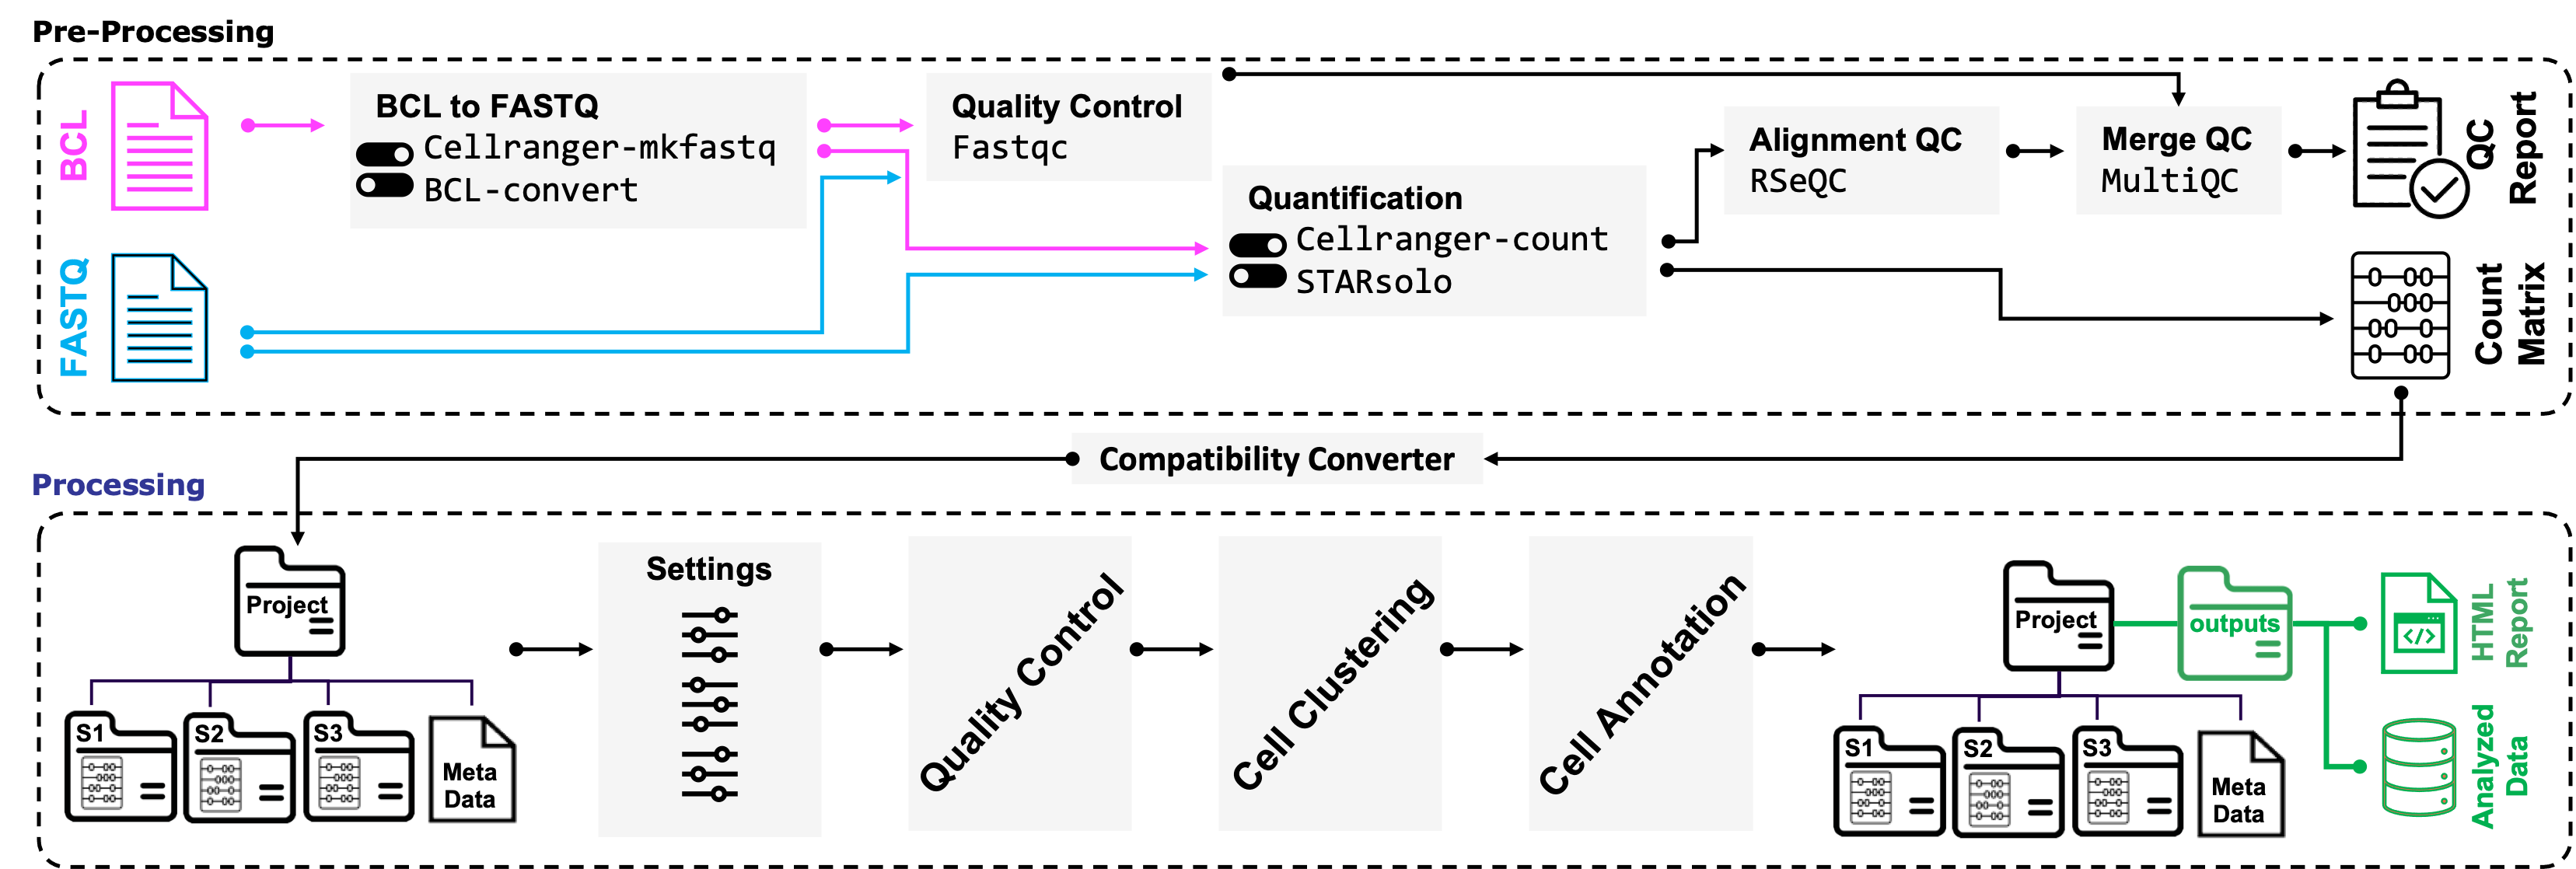 Pre-Processing
BCL
BCL to FASTQ
Cellranger-mkfastq
BCL-convert
Quality Control
Fastqc
Quantification
Cellranger-count
STARsolo
Alignment QC
RSeQC
Merge QC
MultiQC
QC
Report
FASTQ
Count
Matrix
Compatibility Converter
Processing
Project
S1
S2
S3
Meta
Data
Settings
Quality Control
Cell Clustering
Cell Annotation
Project
outputs
S1
S2
S3
Meta
Data
</>
HTML
Report
Analyzed
Data